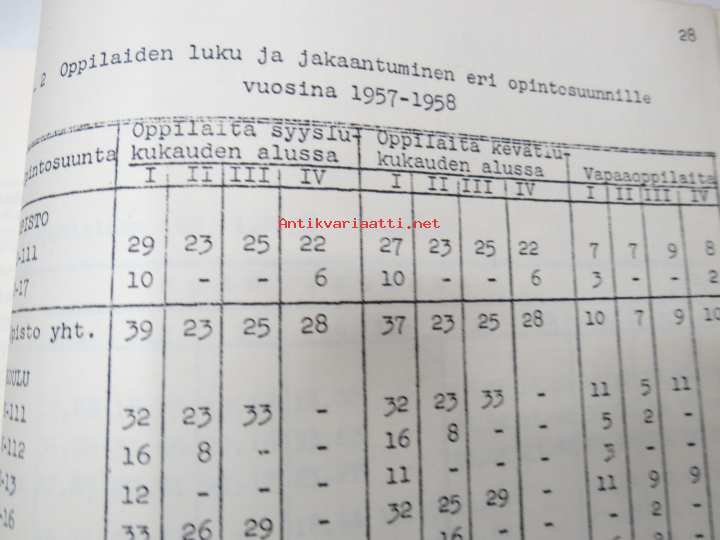 28
2 Oppilaiden luku ja jakaantuminen eri opintosuunnille
vuosina 1957-1958
Oppilaita syyslu- Oppilaita kevätlu-
kukauden alussa kukauden alussa Vapaaoppilaita
I II III IV I II III IV I II III IV
Antikvariaatti.net
29 23 25 22 27 23 25 22 7 7 9 8
10 - - 6 10 - - 6 3 - - 2
yht. 39 23 25 28 37 23 25 28 10 7 9 10
32 23 33 - 32 23 33 - 11 5 11
16 8 - - 16 8 - - 5 2 -
12 - - - 11 - - - 3 - -
33 26 29 - 32 25 29 - 11 9 9
16 - - 2 -